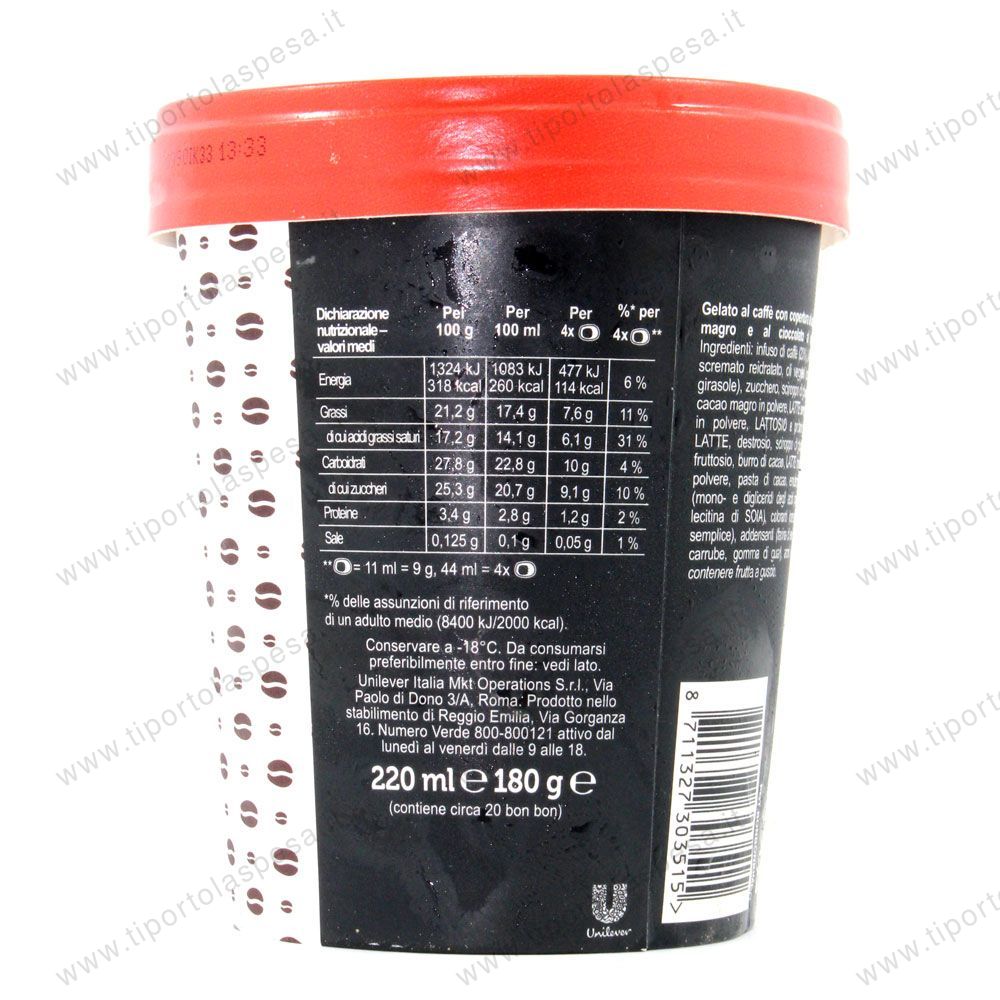 13:33
Dichiarazione
nutrizionale–
valori medi
Per
100 g
Per
100 ml
Per
4x
%* per
4x **
Energia 1324 kJ 1083 kJ 477 kJ
318 kcal 260 kcal 114 kcal 6 %
Grassi 21,2 g 17,4 g 7,6 g 11 %
di cui acidi grassi saturi 17,2 g 14,1 g 6,1 g 31 %
Carboidrati 27,8 g 22,8 g 10 g 4 %
di cui zuccheri 25,3 g 20,7 g 9,1 g 10 %
Proteine 3,4 g 2,8 g 1,2 g 2 %
Sale 0,125 g 0,1 g 0,05 g 1 %
** = 11 ml = 9 g, 44 ml = 4x
*% delle assunzioni di riferimento
di un adulto medio (8400 kJ/2000 kcal).
Conservare a -18°C. Da consumarsi
preferibilmente entro fine: vedi lato.
Unilever Italia Mkt Operations S.r.l., Via
Paolo di Dono 3/A, Roma. Prodotto nello
stabilimento di Reggio Emilia, Via Gorganza
16. Numero Verde 800-800121 attivo dal
lunedì al venerdì dalle 9 alle 18.
220 ml e 180 g e
(contiene circa 20 bon bon)
Unilever
Gelato al caffè con copertura
magro e al cioccolato
Ingredienti: infuso di caffè
scremato reidratato, oli
girasole), zucchero, sciroppo
cacao magro in polvere,
in polvere, LATTOSIO e
LATTE, destrosio, sciroppo
fruttosio, burro di cacao,
polvere, pasta di cacao,
(mono- e digliceridi degli acidi
lecitina di SOIA), coloranti
semplice), addensanti
carrube, gomma di guar),
contenere frutta a guscio.
8 711327 303515 >
www.tiportolaspesa.it